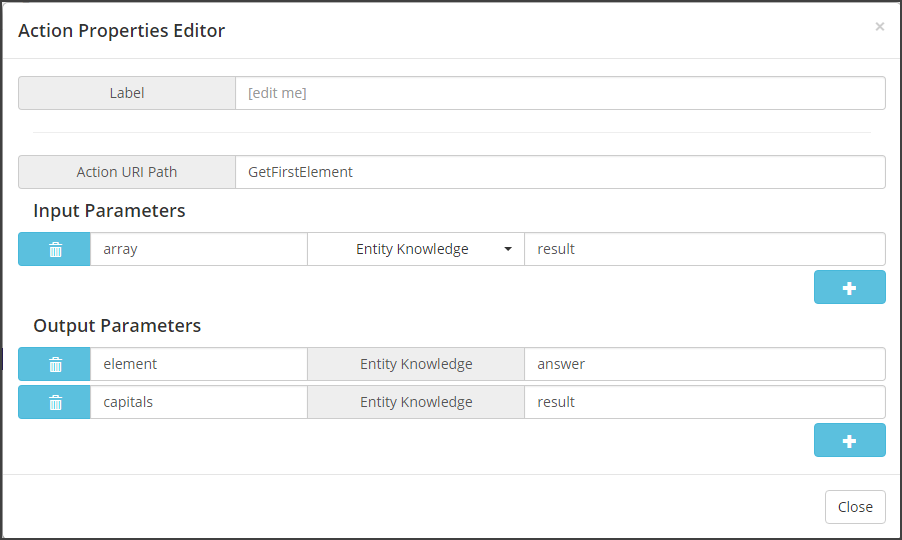 Action Properties Editor
×
Label [edit me]
Action URI Path GetFirstElement
Input Parameters
array Entity Knowledge result
Output Parameters
element Entity Knowledge answer
capitals Entity Knowledge result
Close